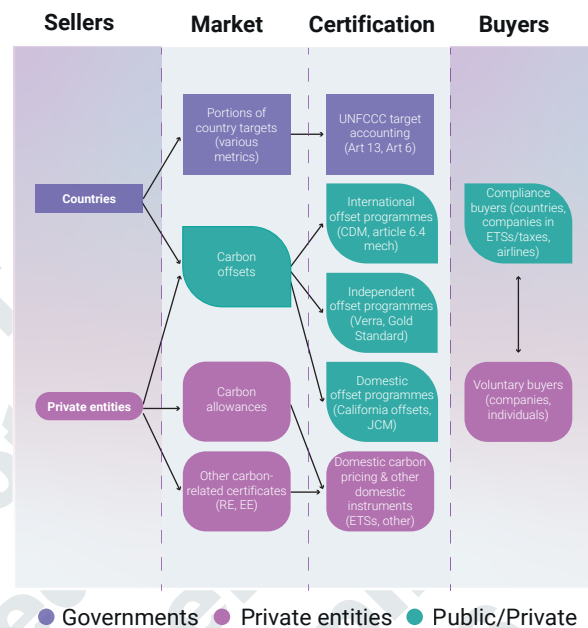 Sellers
Market
Certification
Buyers
Portions of
country targets
(various
metrics)
UNFCCC target
accounting
(Art 13, Art 6)
Countries
Carbon
offsets
International
offset programmes
(CDM, article 6.4
mech)
Compliance
buyers (countries,
companies in
ETSs/taxes,
airlines)
Independent
offset programmes
(Verra, Gold
Standard)
Private entities
Carbon
allowances
Domestic
offset programmes
(California offsets,
JCM)
Voluntary buyers
(companies,
individuals)
Other carbon-
related certificates
(RE, EE)
Domestic carbon
pricing & other
domestic
instruments
(ETSs, other)
Governments
Private entities
Public/Private